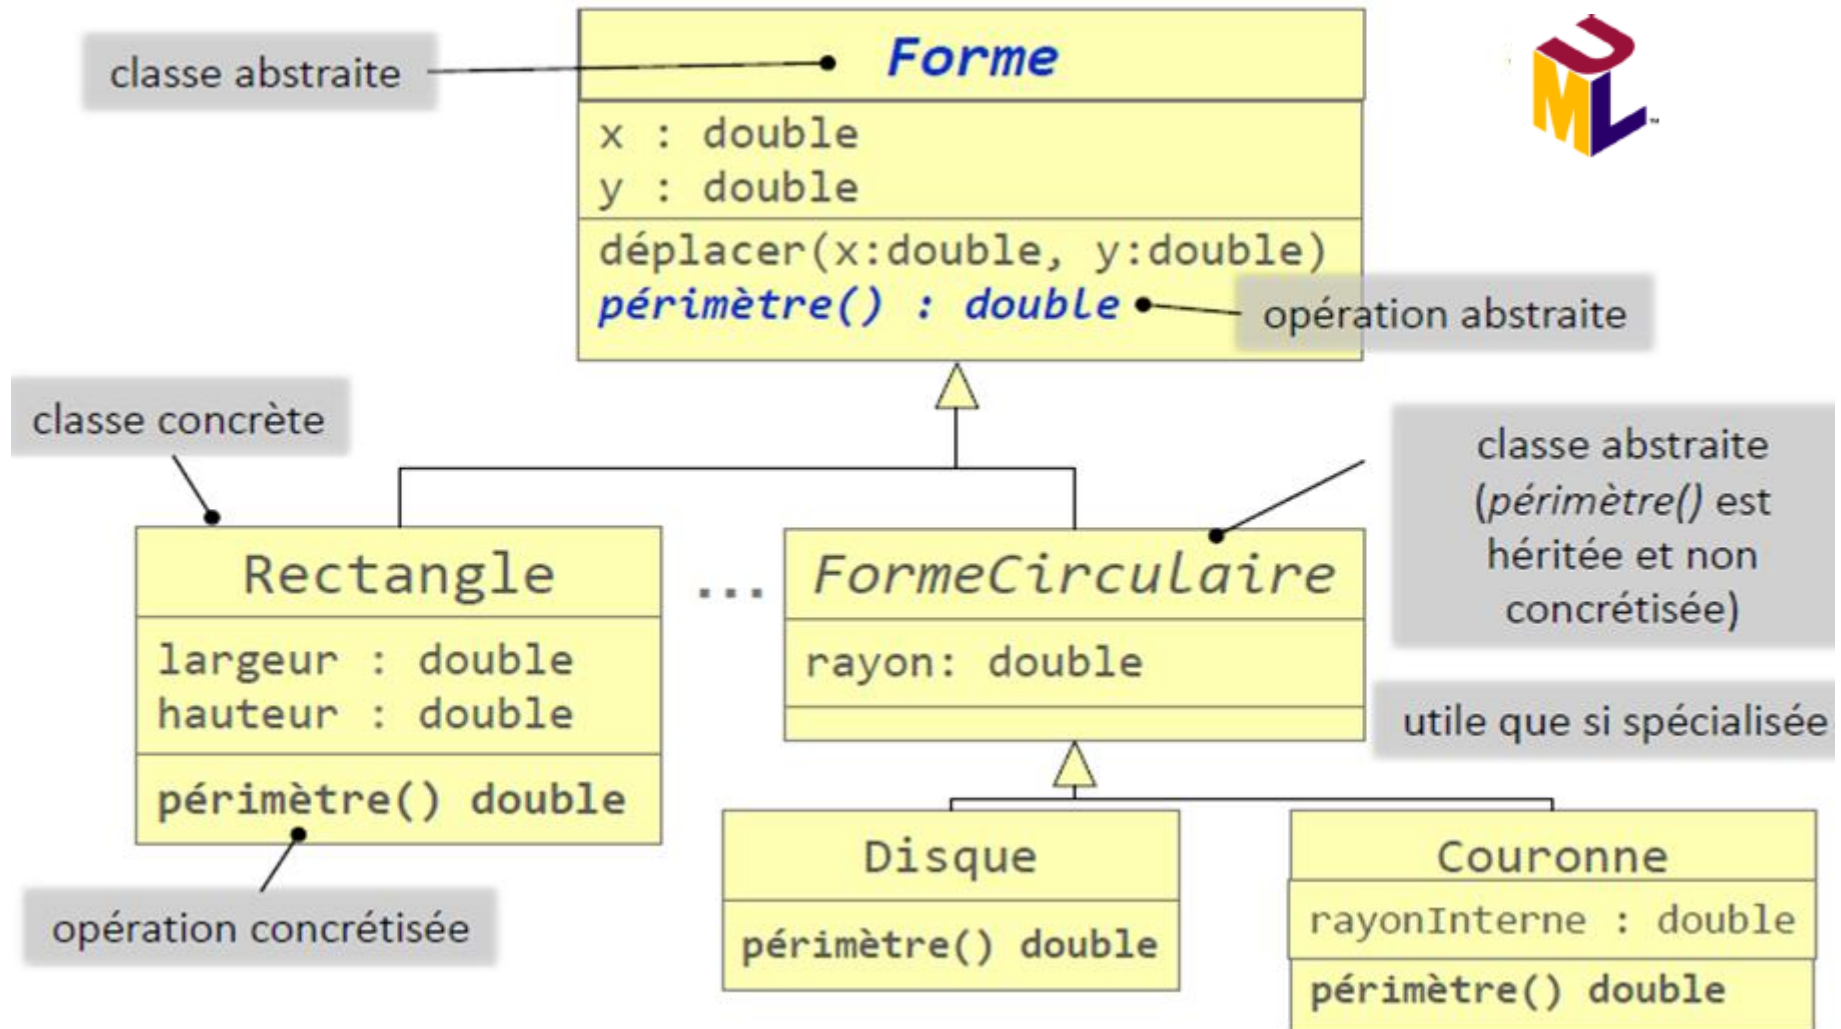 classe abstraite
Forme
UML
™
x : double
y : double
déplacer(x:double, y:double)
périmètre() : double
opération abstraite
classe concrète
classe abstraite
(périmètre() est
héritée et non
concrétisée)
Rectangle
...
FormeCirculaire
largeur : double
hauteur : double
rayon: double
utile que si spécialisée
périmètre() double
opération concrétisée
Disque
périmètre() double
Couronne
rayonInterne : double
périmètre() double